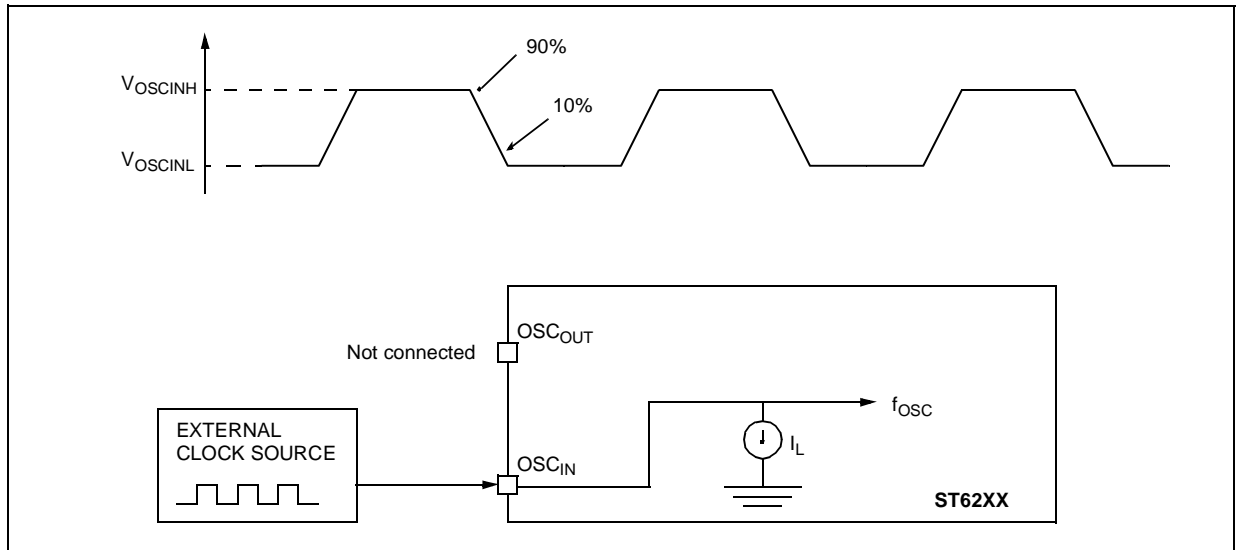 90%
VOSCINH
10%
VOSCINL
OSCOUT
Not connected
fOSC
EXTERNAL
CLOCK SOURCE
IL
OSCIN
ST62XX